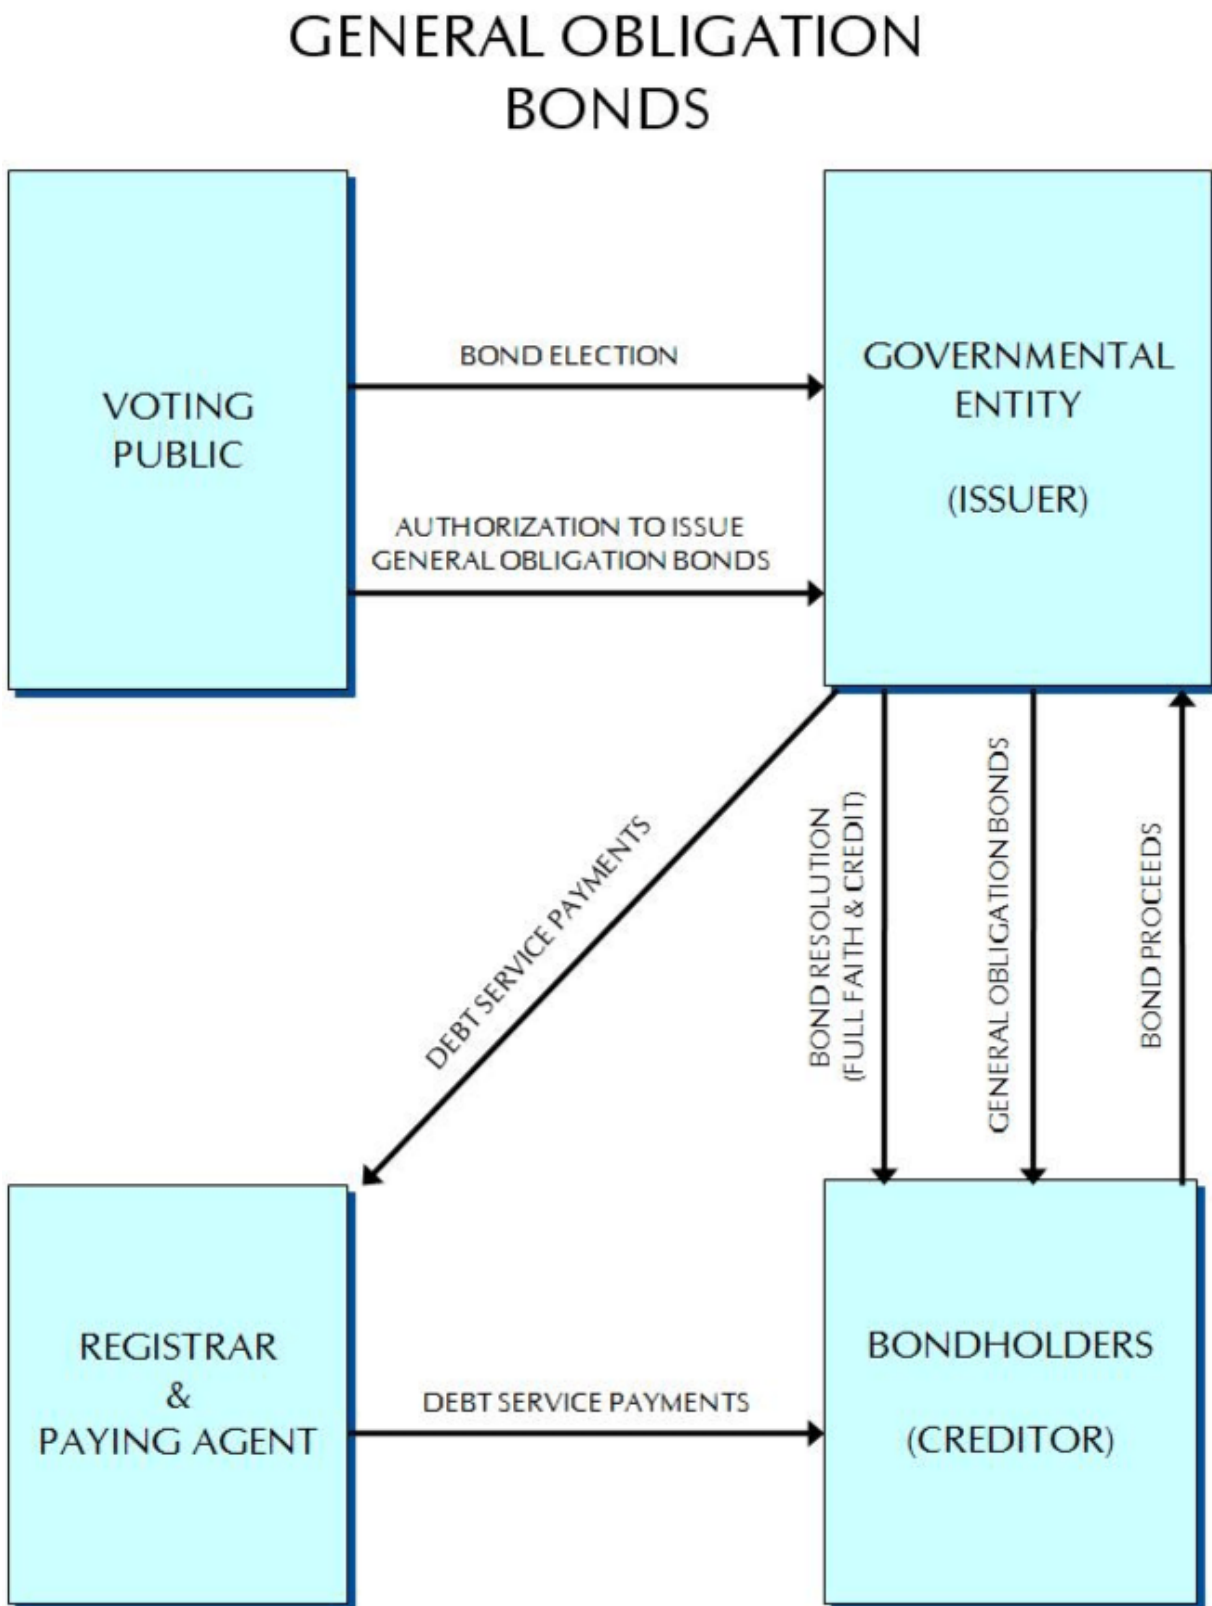 GENERAL OBLIGATION
BONDS
VOTING
PUBLIC
BOND ELECTION
AUTHORIZATION TO ISSUE
GENERAL OBLIGATION BONDS
GOVERNMENTAL
ENTITY
(ISSUER)
DEBT SERVICE PAYMENTS
BOND RESOLUTION
(FULL FAITH & CREDIT)
GENERAL OBLIGATION BONDS
BOND PROCEEDS
REGISTRAR
&
PAYING AGENT
DEBT SERVICE PAYMENTS
BONDHOLDERS
(CREDITOR)